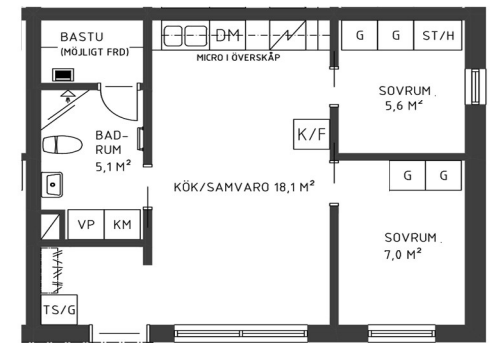 BASTU
(MÖJLIGT FRD)
DM
MICRO I ÖVERSKÅP
G
G
ST/H
SOVRUM
5,6 M²
K/F
BAD-
RUM
5,1 M²
KÖK/SAMVARO 18,1 M²
G
G
VP
KM
SOVRUM
7,0 M²
TS/G